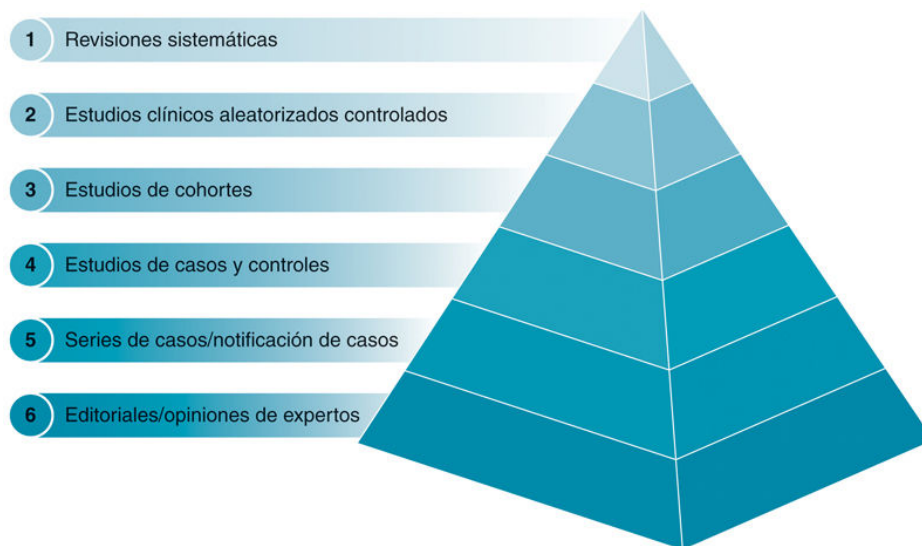 1 Revisiones sistemáticas
2 Estudios clínicos aleatorizados controlados
3 Estudios de cohortes
4 Estudios de casos y controles
5 Series de casos/notificación de casos
6 Editoriales/opiniones de expertos